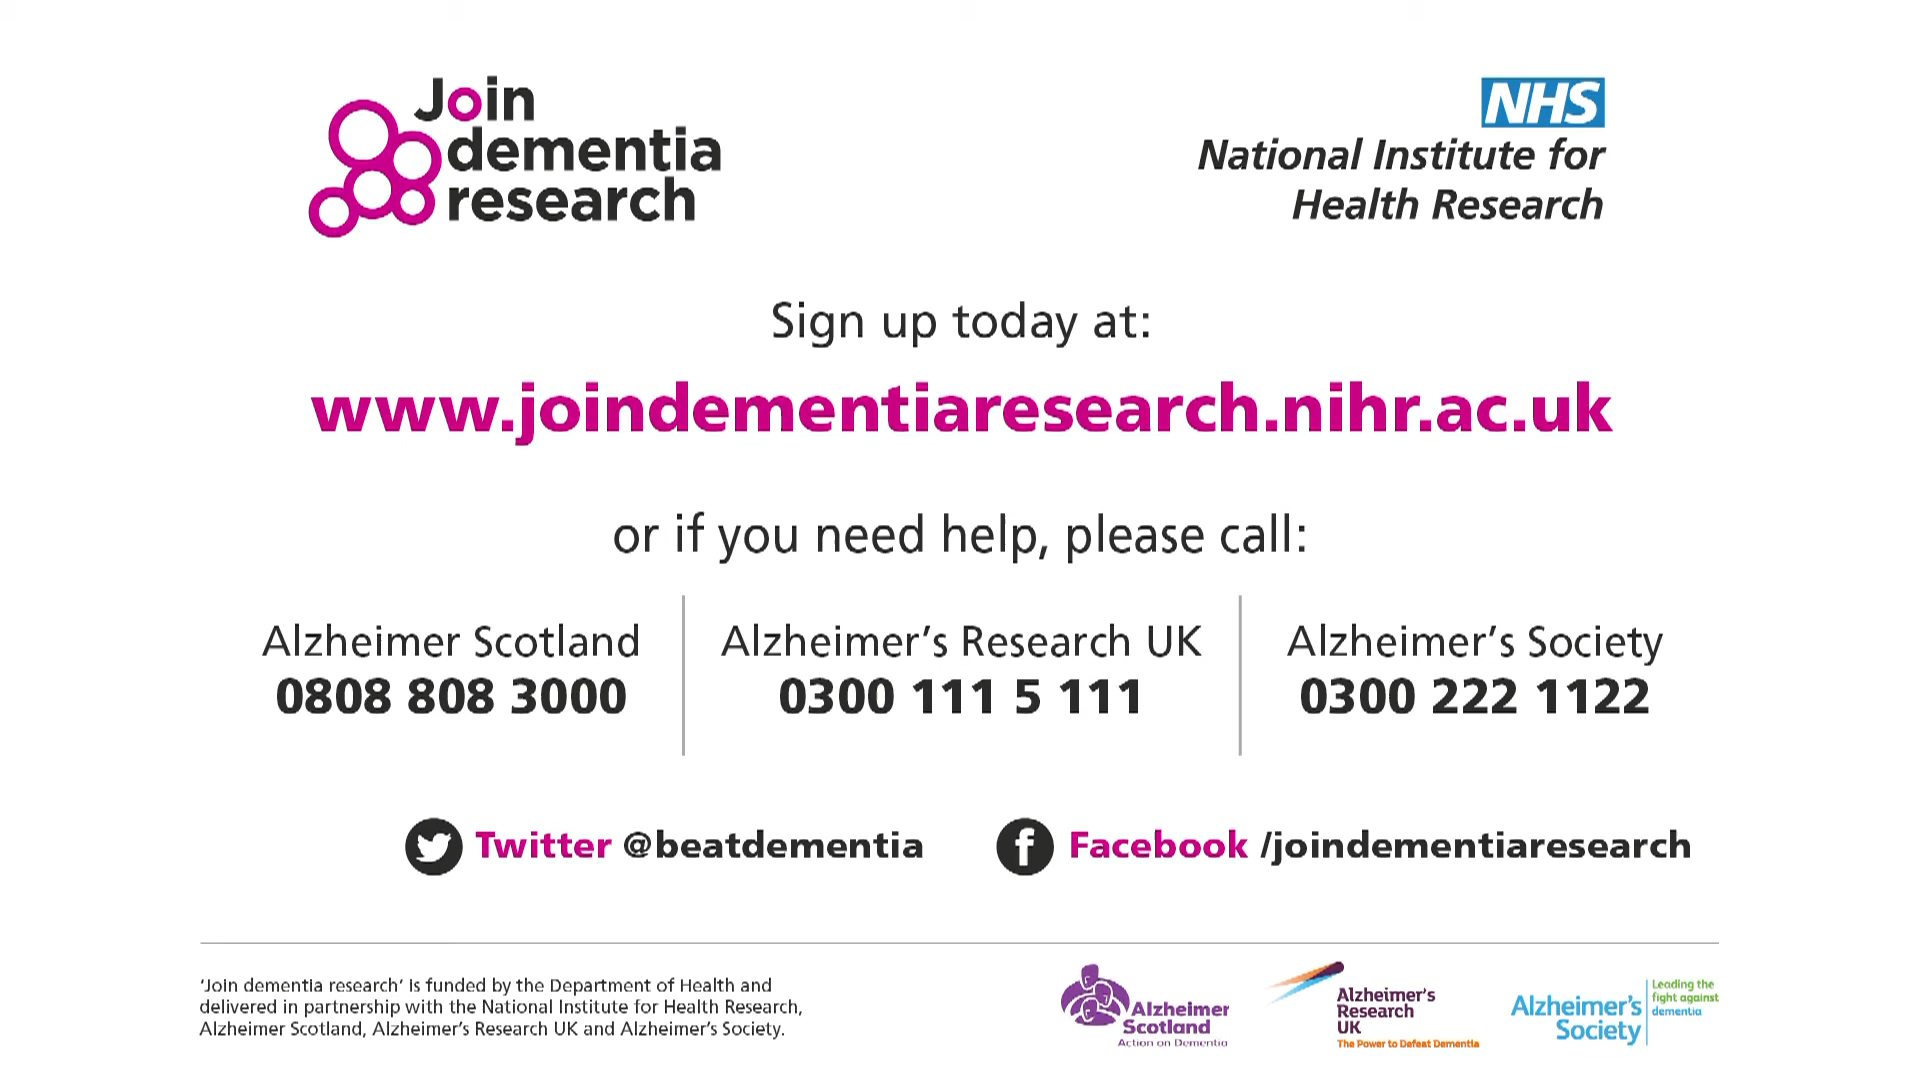 Join
dementia
research
NHS
National Institute for
Health Research
Sign up today at:
www.joindementiaresearch.nihr.ac.uk
or if you need help, please call:
Alzheimer Scotland
0808 808 3000
Alzheimer’s Research UK
0300 111 5 111
Alzheimer’s Society
0300 222 1122
Twitter @beatdementia
Facebook /joindementiaresearch
‘Join dementia research’ is funded by the Department of Health and
delivered in partnership with the National Institute for Health Research,
Alzheimer Scotland, Alzheimer’s Research UK and Alzheimer’s Society.
Alzheimer
Scotland
Action on Dementia
Alzheimer’s
Research
UK
The Power to Defeat Dementia
Alzheimer’s
Society
Leading the
fight against
dementia